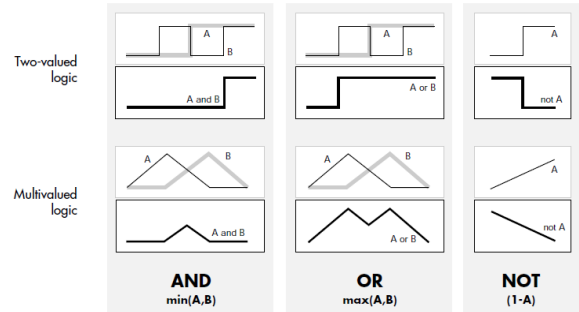 A
B
A
B
A
Two-valued
logic
A and B
A or B
not A
A
B
A
B
A
Multivalued
logic
A and B
A or B
not A
AND
OR
NOT
min(A,B)
max(A,B)
(1-A)